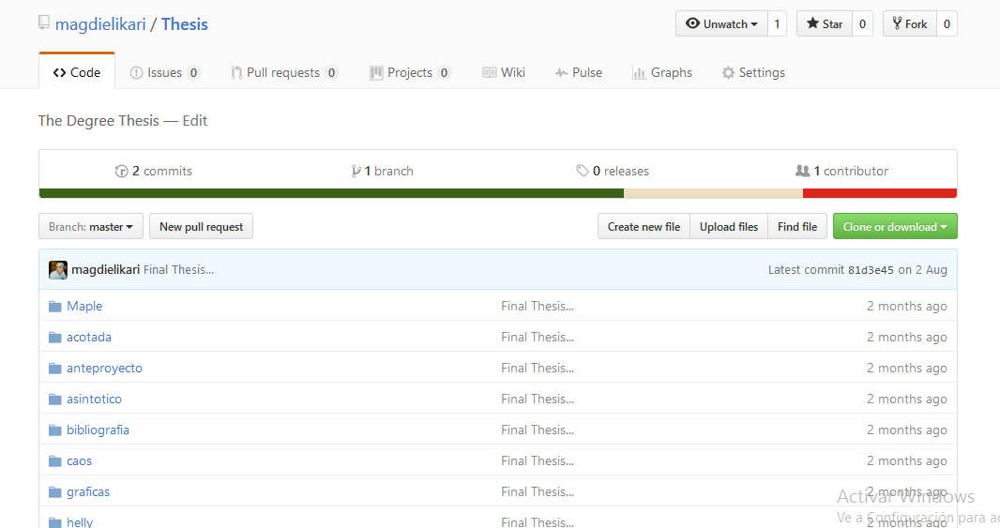 magdielikari / Thesis
Unwatch 1 Star 0 Fork 0
Code Issues 0 Pull requests 0 Projects 0 Wiki Pulse Graphs Settings
The Degree Thesis — Edit
2 commits 1 branch 0 releases 1 contributor
Branch: master New pull request Create new file Upload files Find file Clone or download
magdielikari Final Thesis... Latest commit 81d3e45 on 2 Aug
Maple Final Thesis... 2 months ago
acotada Final Thesis... 2 months ago
anteproyecto Final Thesis... 2 months ago
asintotico Final Thesis... 2 months ago
bibliografia Final Thesis... 2 months ago
caos Final Thesis... 2 months ago
graficas Final Thesis... 2 months ago
Activar Windows
Ve a Configuración para ac
helly Final Thesis... 2 months ago